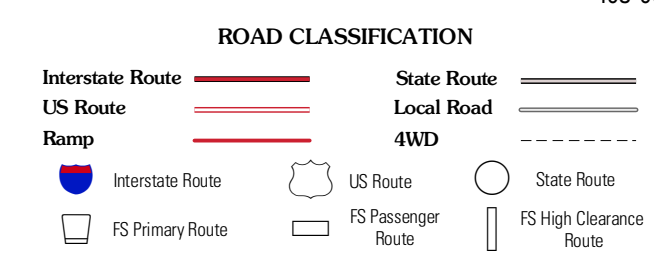 ROAD CLASSIFICATION
Interstate Route
State Route
US Route
Local Road
Ramp
4WD
Interstate Route
US Route
State Route
FS Primary Route
FS Passenger
Route
FS High Clearance
Route